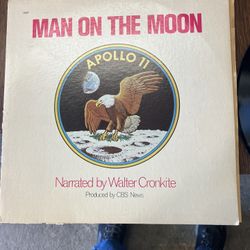 MAN ON THE MOON
APOLLO 11
Narrated by Walter Cronkite
Produced by CBS News